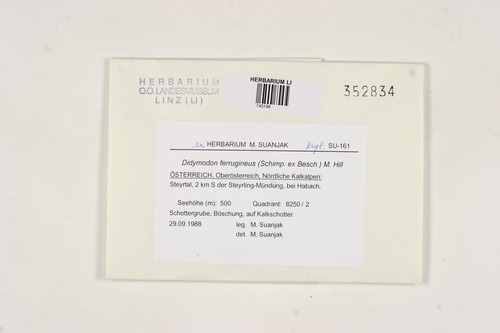 HERBARIUM
O.Ö. LANDESMUSEUM
LINZ (LI)
HERBARIUM LI
743198
352834
ex HERBARIUM M. SUANJAK Dupl. SU-161
Didymodon ferrugineus (Schimp. ex Besch.) M. Hill
ÖSTERREICH, Oberösterreich, Nördliche Kalkalpen:
Steyrtal, 2 km S der Steyrling-Mündung, bei Habach.
Seehöhe (m): 500 Quadrant: 8250 / 2
Schottergrube, Böschung, auf Kalkschotter.
29.09.1988 leg. M. Suanjak
det. M. Suanjak